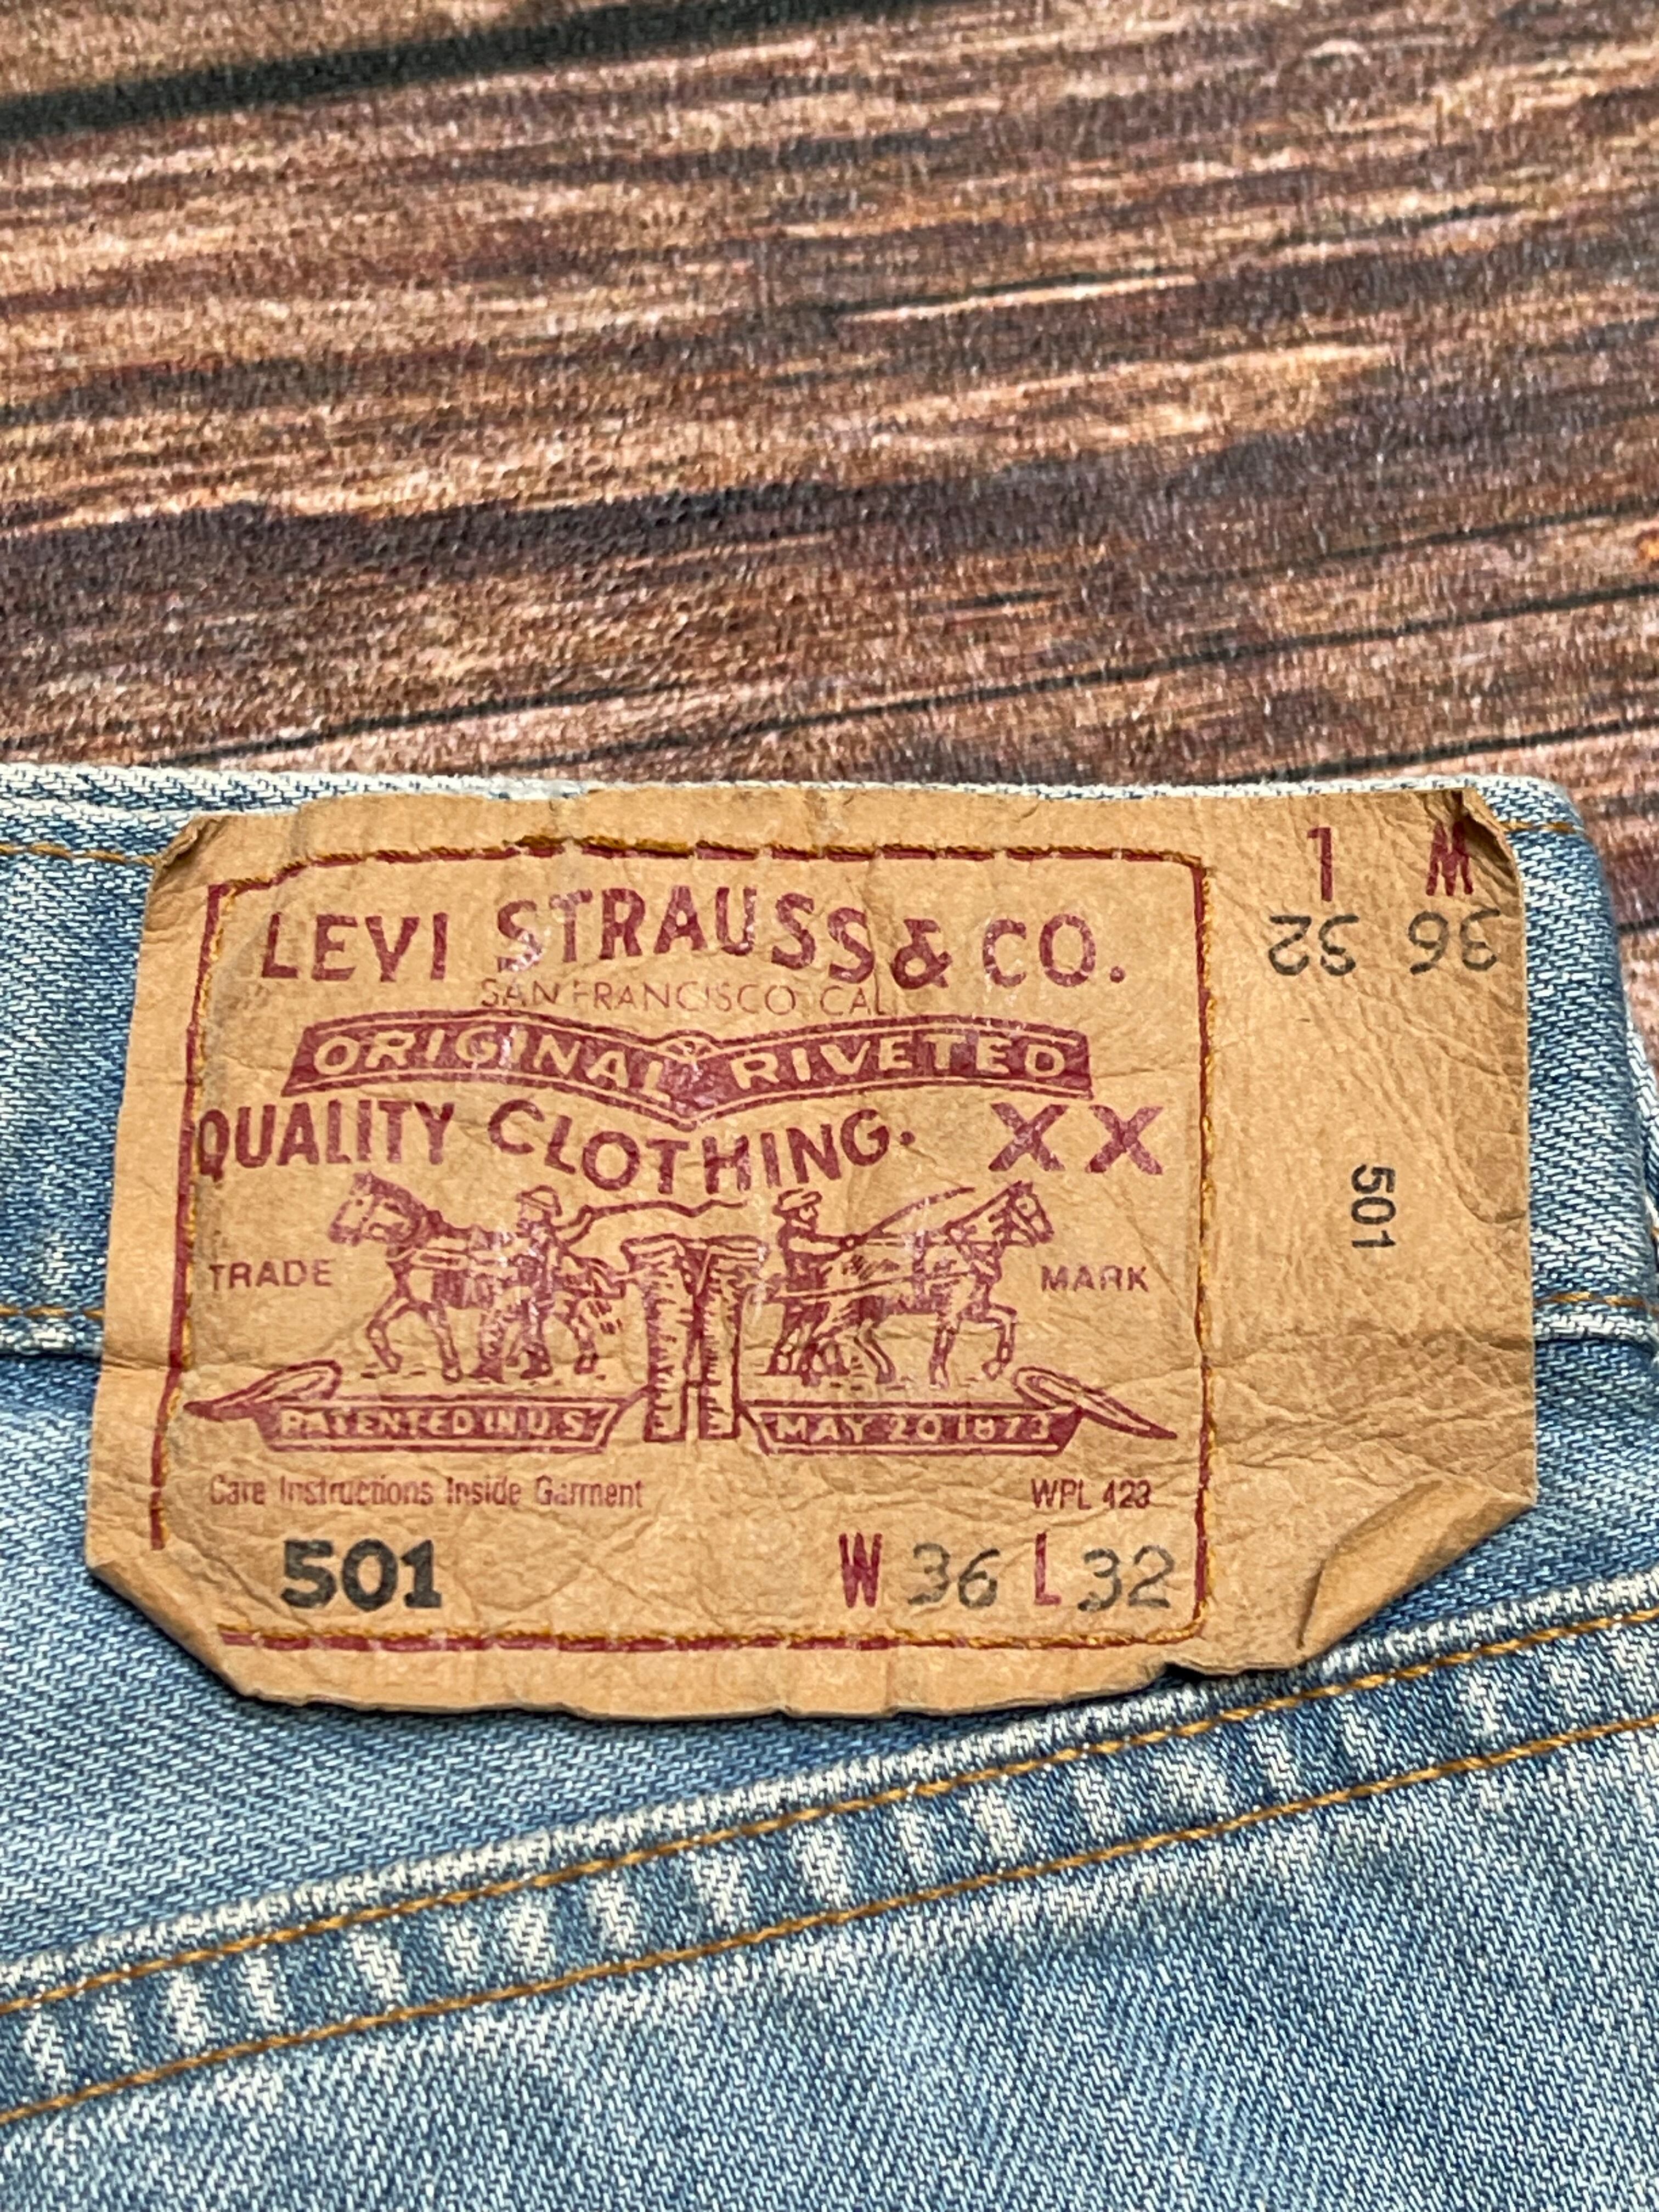 LEVI STRAUSS & CO.
SAN FRANCISCO CAL
ORIGINAL RIVETED
QUALITY CLOTHING. XX
TRADE MARK
PATENTED IN U.S. MAY 20 1873
Care Instructions Inside Garment WPL 423
501 W 36 L 32
W 36 L 32
501